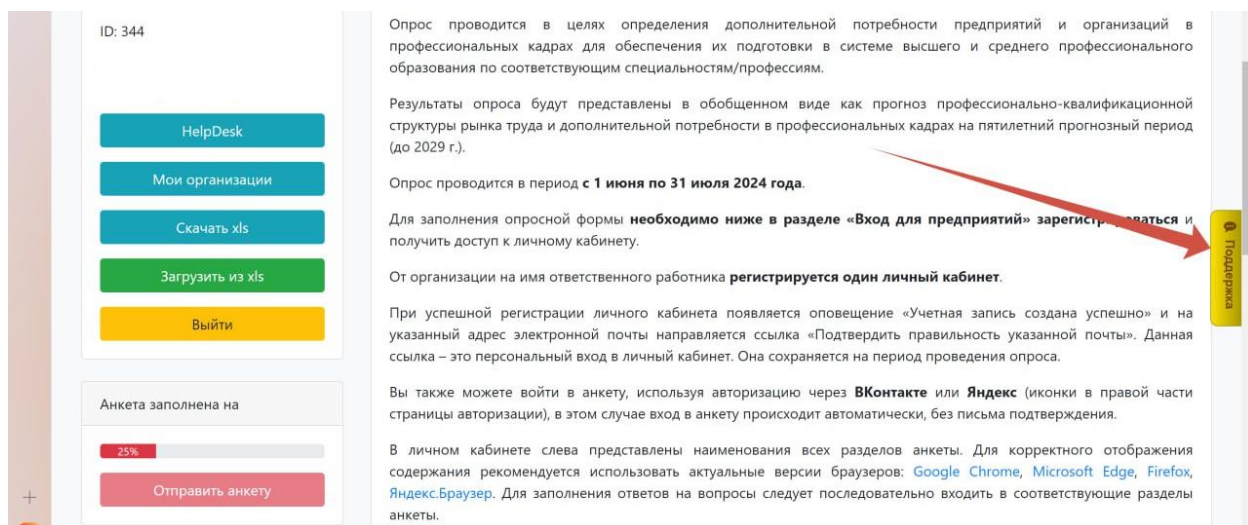 ID: 344
HelpDesk
Мои организации
Скачать xls
Загрузить из xls
Выйти
Анкета заполнена на
25%
Отправить анкету
Опрос проводится в целях определения дополнительной потребности предприятий и организаций в
профессиональных кадрах для обеспечения их подготовки в системе высшего и среднего профессионального
образования по соответствующим специальностям/профессиям.
Результаты опроса будут представлены в обобщенном виде как прогноз профессионально-квалификационной
структуры рынка труда и дополнительной потребности в профессиональных кадрах на пятилетний прогнозный период
(до 2029 г.).
Опрос проводится в период с 1 июня по 31 июля 2024 года.
Для заполнения опросной формы необходимо ниже в разделе «Вход для предприятий» зарегистрироваться и
получить доступ к личному кабинету.
От организации на имя ответственного работника регистрируется один личный кабинет.
При успешной регистрации личного кабинета появляется оповещение «Учетная запись создана успешно» и на
указанный адрес электронной почты направляется ссылка «Подтвердить правильность указанной почты». Данная
ссылка – это персональный вход в личный кабинет. Она сохраняется на период проведения опроса.
Вы также можете войти в анкету, используя авторизацию через ВКонтакте или Яндекс (иконки в правой части
страницы авторизации), в этом случае вход в анкету происходит автоматически, без письма подтверждения.
В личном кабинете слева представлены наименования всех разделов анкеты. Для корректного отображения
содержания рекомендуется использовать актуальные версии браузеров: Google Chrome, Microsoft Edge, Firefox,
Яндекс.Браузер. Для заполнения ответов на вопросы следует последовательно входить в соответствующие разделы
анкеты.
Поддержка